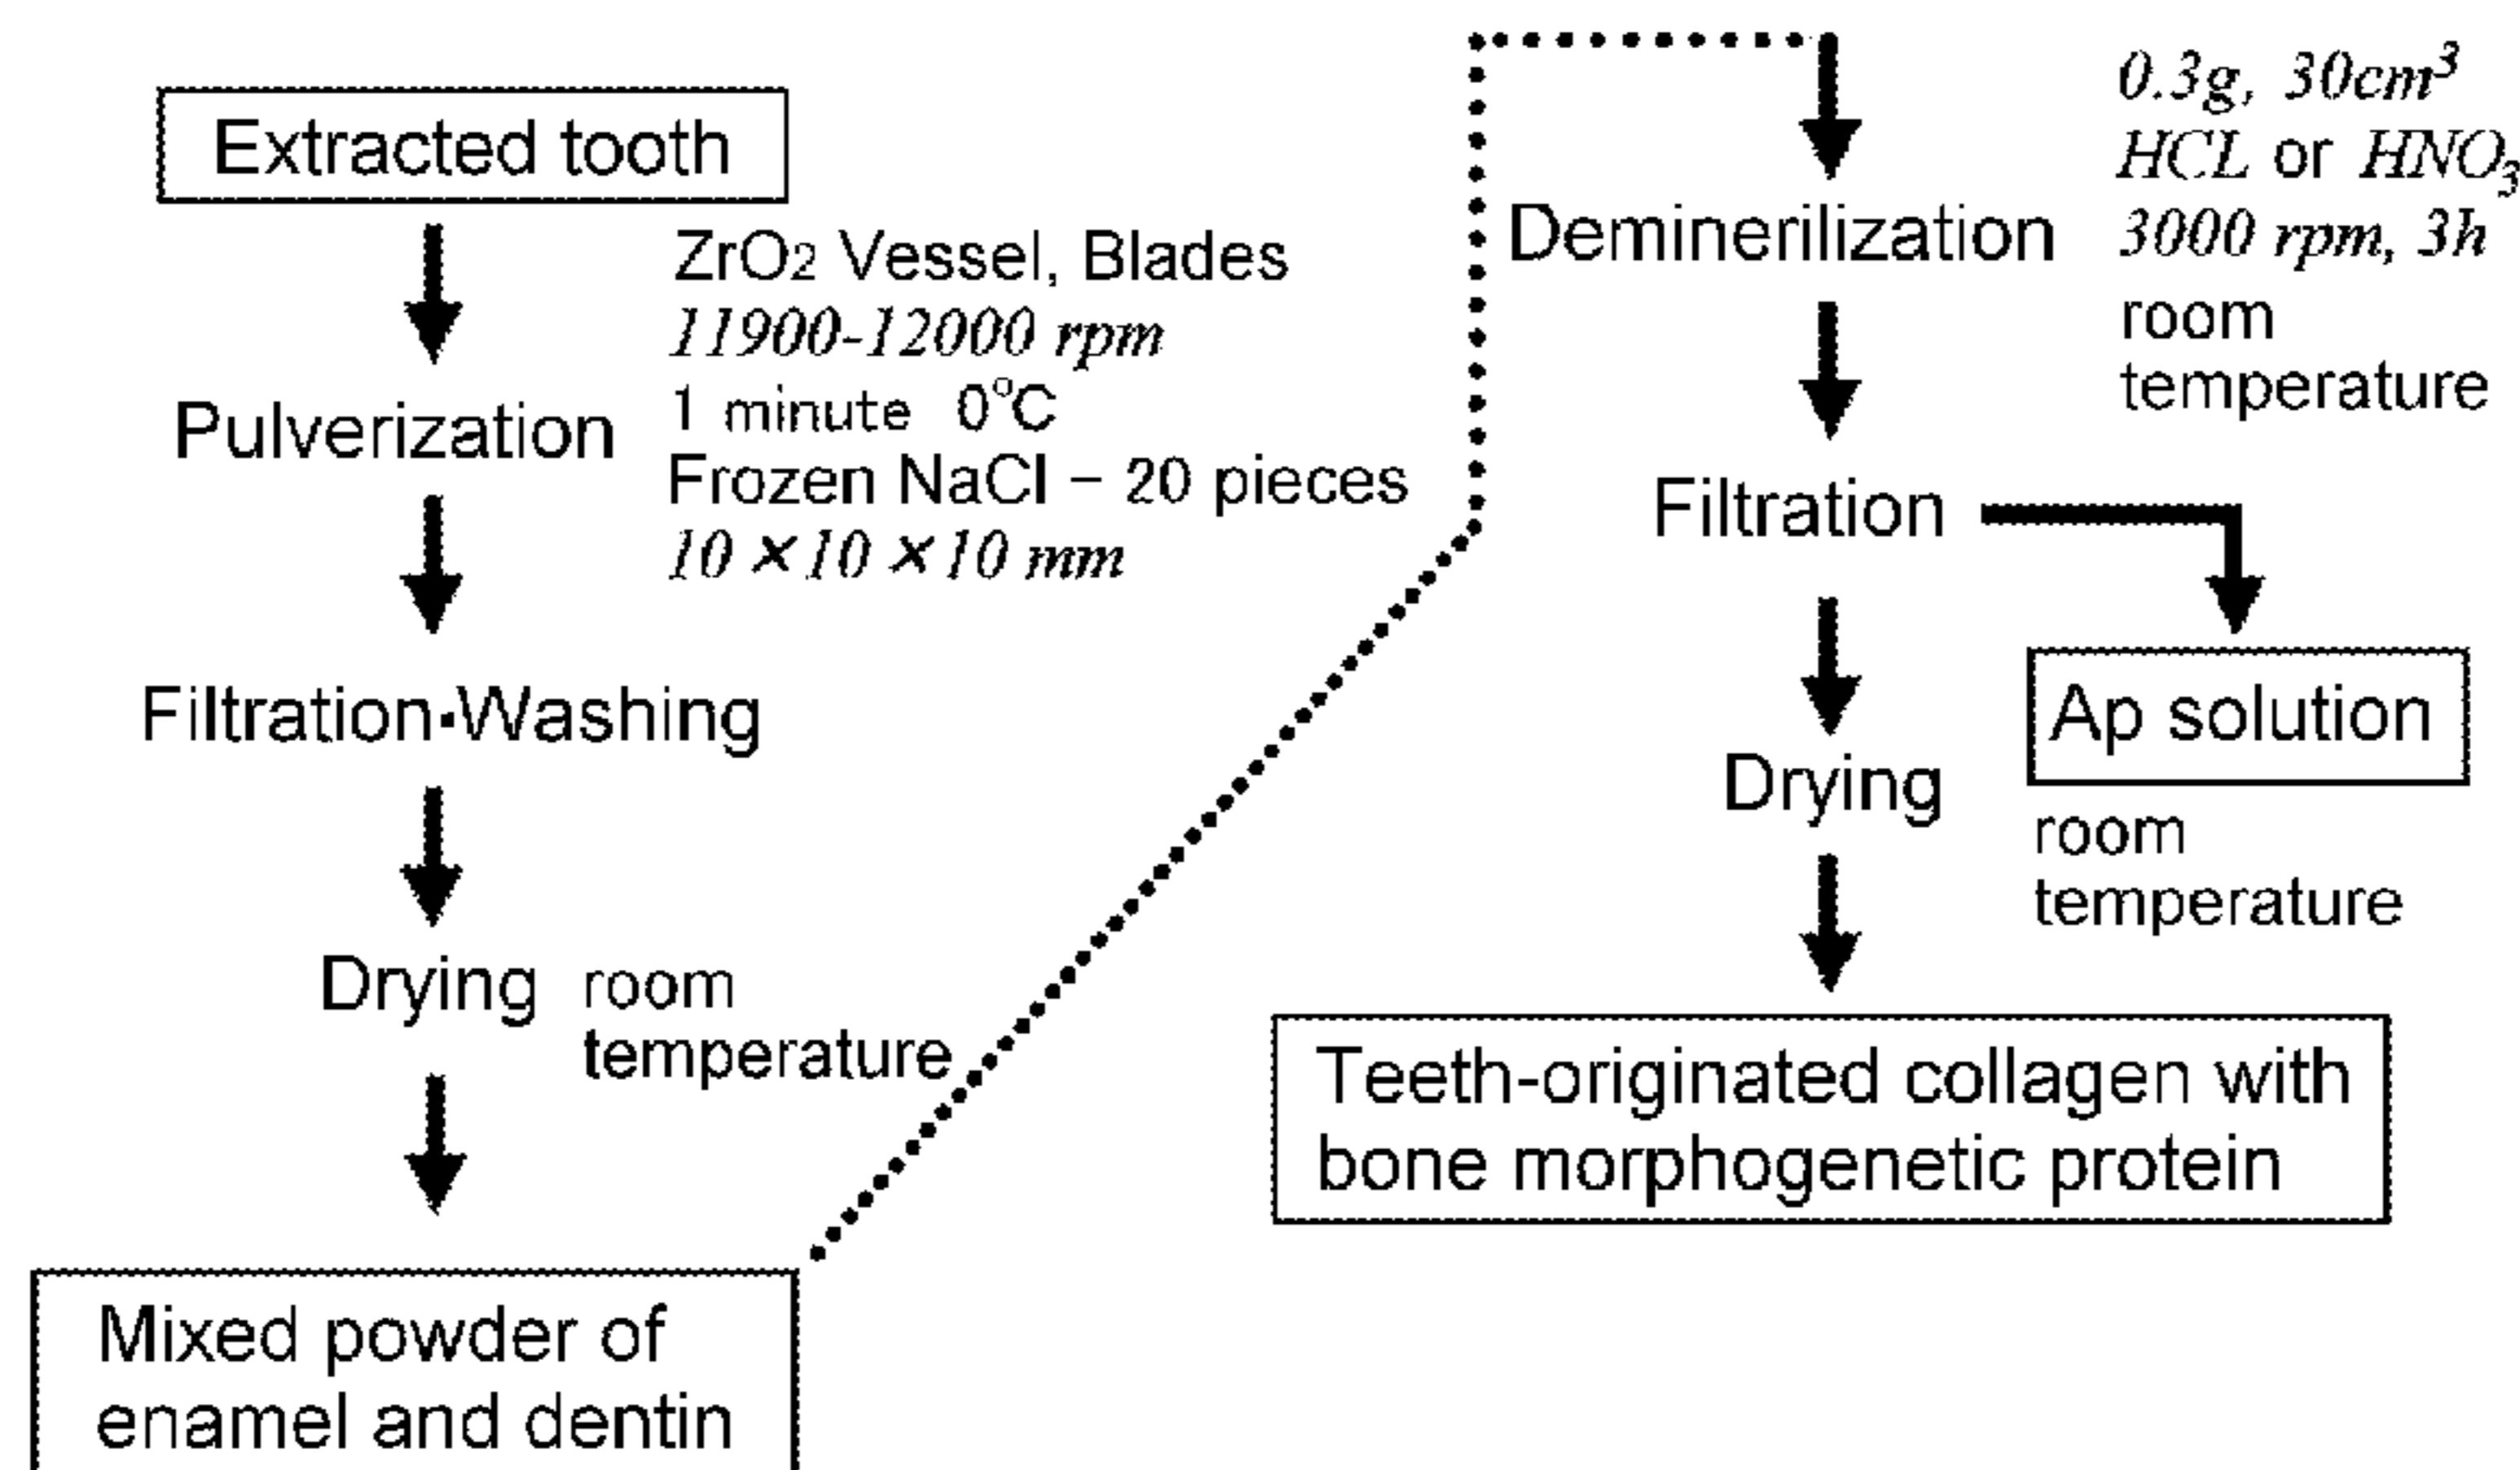 Extracted tooth
ZrO2 Vessel, Blades
11900-12000 rpm
1 minute 0°C
Frozen NaCl – 20 pieces
10 × 10 × 10 mm
Pulverization
Filtration·Washing
Drying
room
temperature
Mixed powder of
enamel and dentin
0.3g, 30cm³
HCL or HNO₃
3000 rpm, 3h
room
temperature
Deminerilization
Filtration
Ap solution
Drying
room
temperature
Teeth-originated collagen with
bone morphogenetic protein